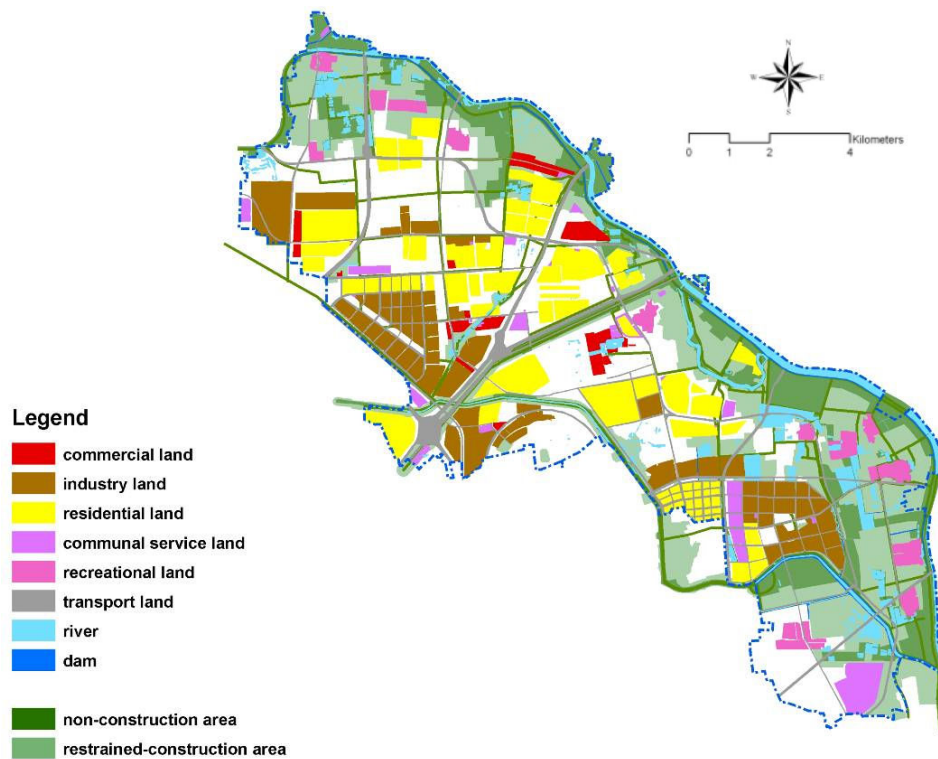 N
W E
S
Kilometers
0 1 2 4
Legend
commercial land
industry land
residential land
communal service land
recreational land
transport land
river
dam
non-construction area
restrained-construction area